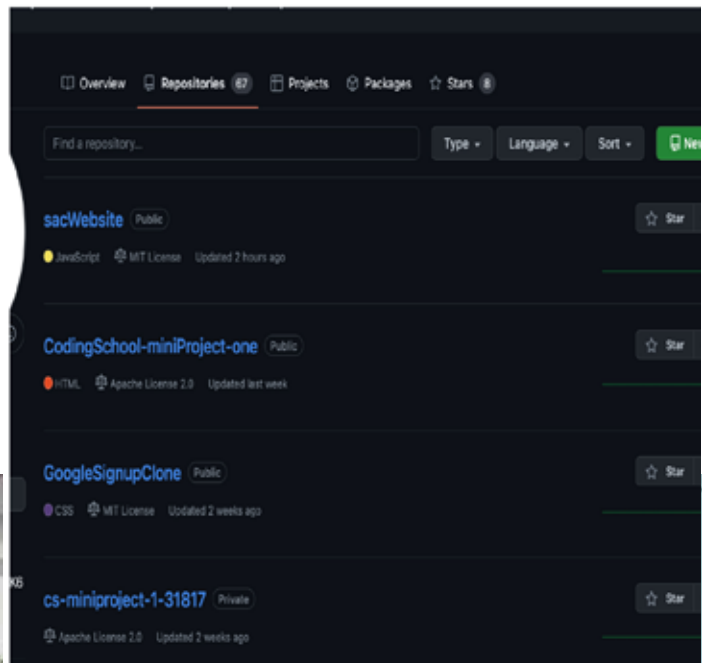 Overview Repositories 67 Projects Packages Stars 8
Find a repository... Type Language Sort New
sacWebsite Public Star
JavaScript MIT License Updated 2 hours ago
CodingSchool-miniProject-one Public Star
HTML Apache License 2.0 Updated last week
GoogleSignupClone Public Star
CSS MIT License Updated 2 weeks ago
cs-miniproject-1-31817 Private Star
Apache License 2.0 Updated 2 weeks ago